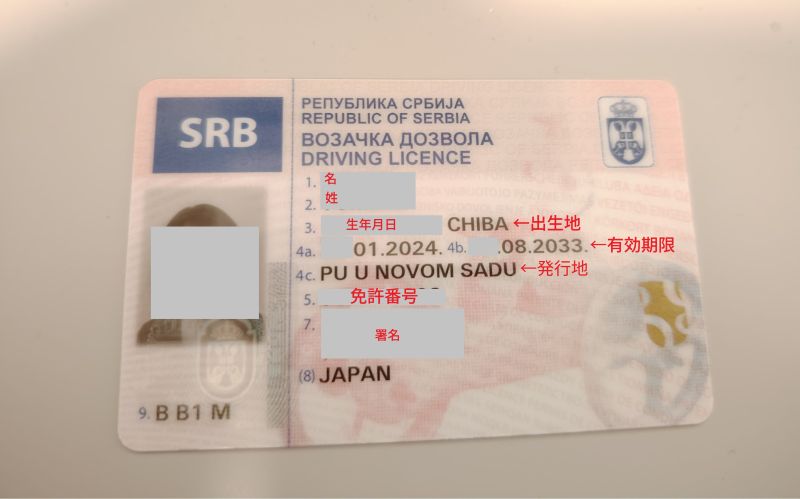 SRB
РЕПУБЛИКА СРБИЈА
REPUBLIC OF SERBIA
ВОЗАЧКА ДОЗВОЛА
DRIVING LICENCE
1. 名
2. 姓
3. 生年月日 CHIBA ←出生地
4a. 01.2024. 4b. .08.2033. ←有効期限
4c. PU U NOVOM SADU ←発行地
5. 免許番号
7. 署名
(8) JAPAN
9. B B1 M